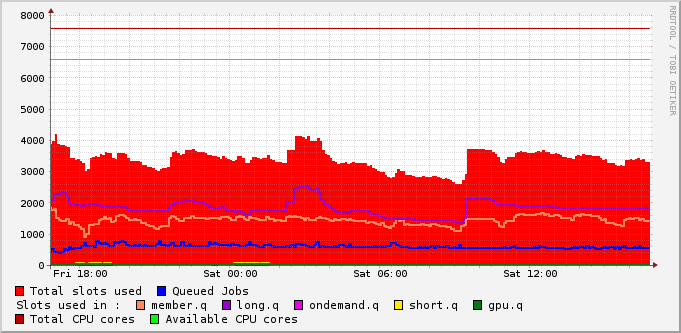 8000
7000
6000
5000
4000
3000
2000
1000
0
Fri 18:00 Sat 00:00 Sat 06:00 Sat 12:00
Total slots used Queued Jobs
Slots used in : member.q long.q ondemand.q short.q gpu.q
Total CPU cores Available CPU cores
RRDTOOL / TOBI OETIKER